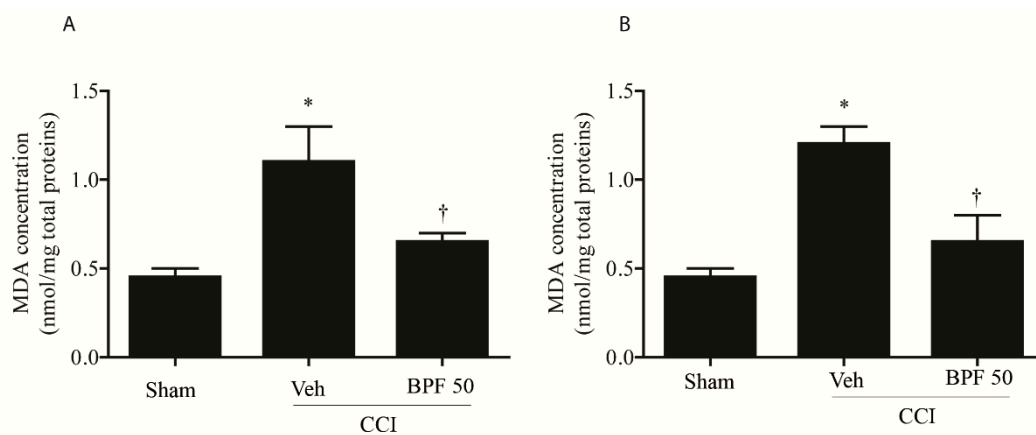 A
MDA concentration
(nmol/mg total proteins)
1.5
1.0
0.5
0.0
*
†
Sham
Veh
BPF 50
CCI
B
MDA concentration
(nmol/mg total proteins)
1.5
1.0
0.5
0.0
*
†
Sham
Veh
BPF 50
CCI